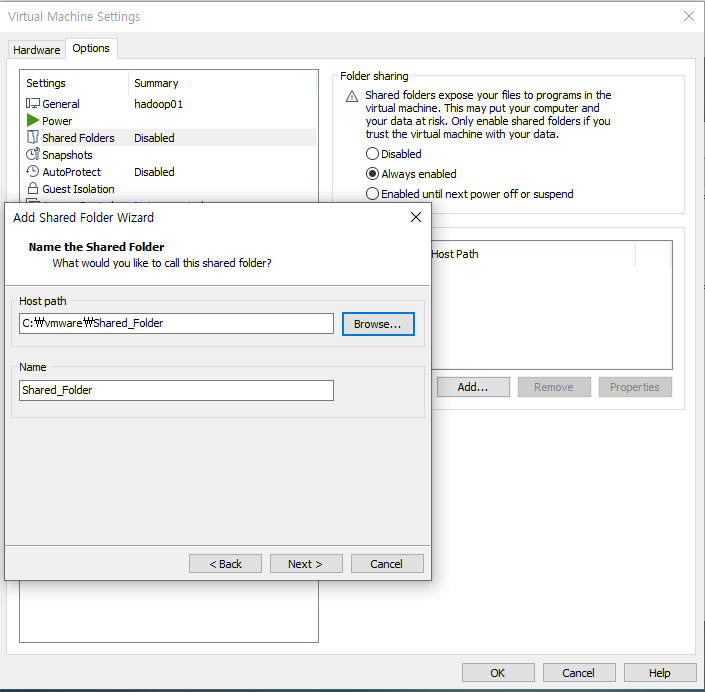 Virtual Machine Settings
Hardware
Options
Settings
Summary
General
hadoop01
Power
Shared Folders
Disabled
Snapshots
AutoProtect
Disabled
Guest Isolation
Folder sharing
Shared folders expose your files to programs in the
virtual machine. This may put your computer and
your data at risk. Only enable shared folders if you
trust the virtual machine with your data.
Disabled
Always enabled
Enabled until next power off or suspend
Host Path
Add...
Remove
Properties
Add Shared Folder Wizard
Name the Shared Folder
What would you like to call this shared folder?
Host path
C:₩vmware₩Shared_Folder
Browse...
Name
Shared_Folder
< Back
Next >
Cancel
OK
Cancel
Help